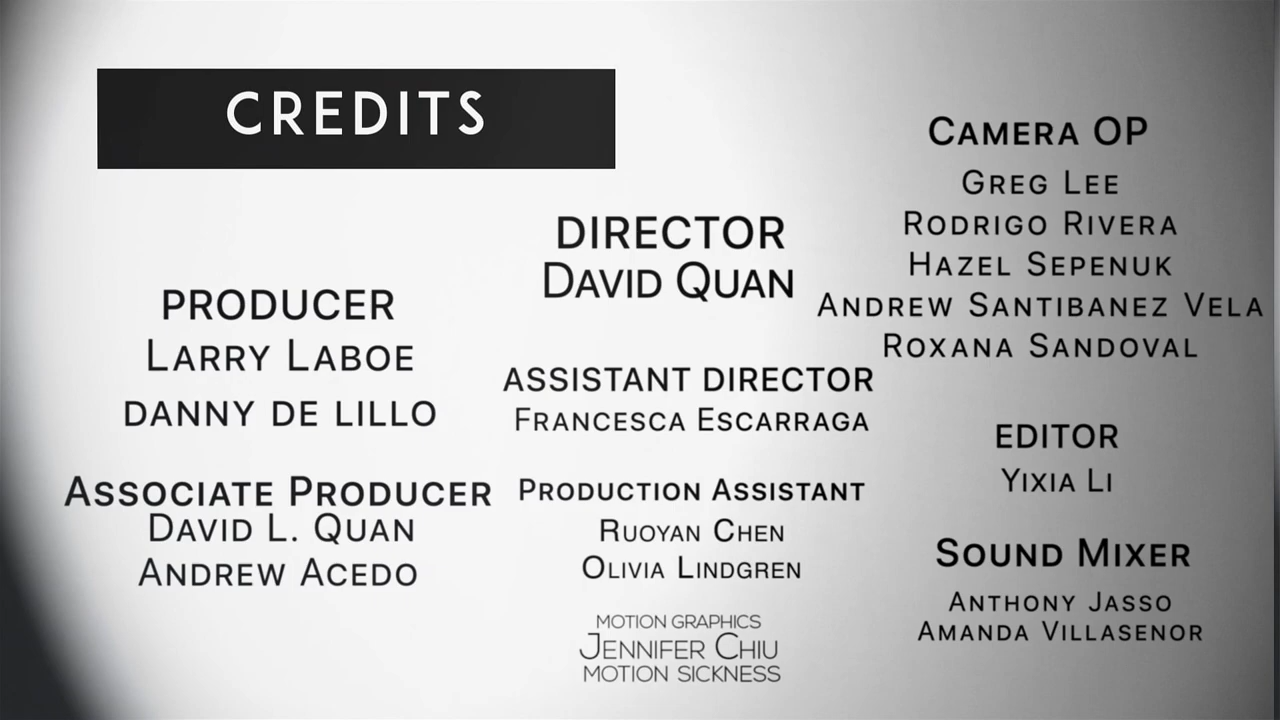 CREDITS
PRODUCER
LARRY LABOE
DANNY DE LILLO
ASSOCIATE PRODUCER
DAVID L. QUAN
ANDREW ACEDO
DIRECTOR
DAVID QUAN
ASSISTANT DIRECTOR
FRANCESCA ESCARRAGA
PRODUCTION ASSISTANT
RUOYAN CHEN
OLIVIA LINDGREN
MOTION GRAPHICS
JENNIFER CHIU
MOTION SICKNESS
CAMERA OP
GREG LEE
RODRIGO RIVERA
HAZEL SEPENUK
ANDREW SANTIBANEZ VELA
ROXANA SANDOVAL
EDITOR
YIXIA LI
SOUND MIXER
ANTHONY JASSO
AMANDA VILLASENOR